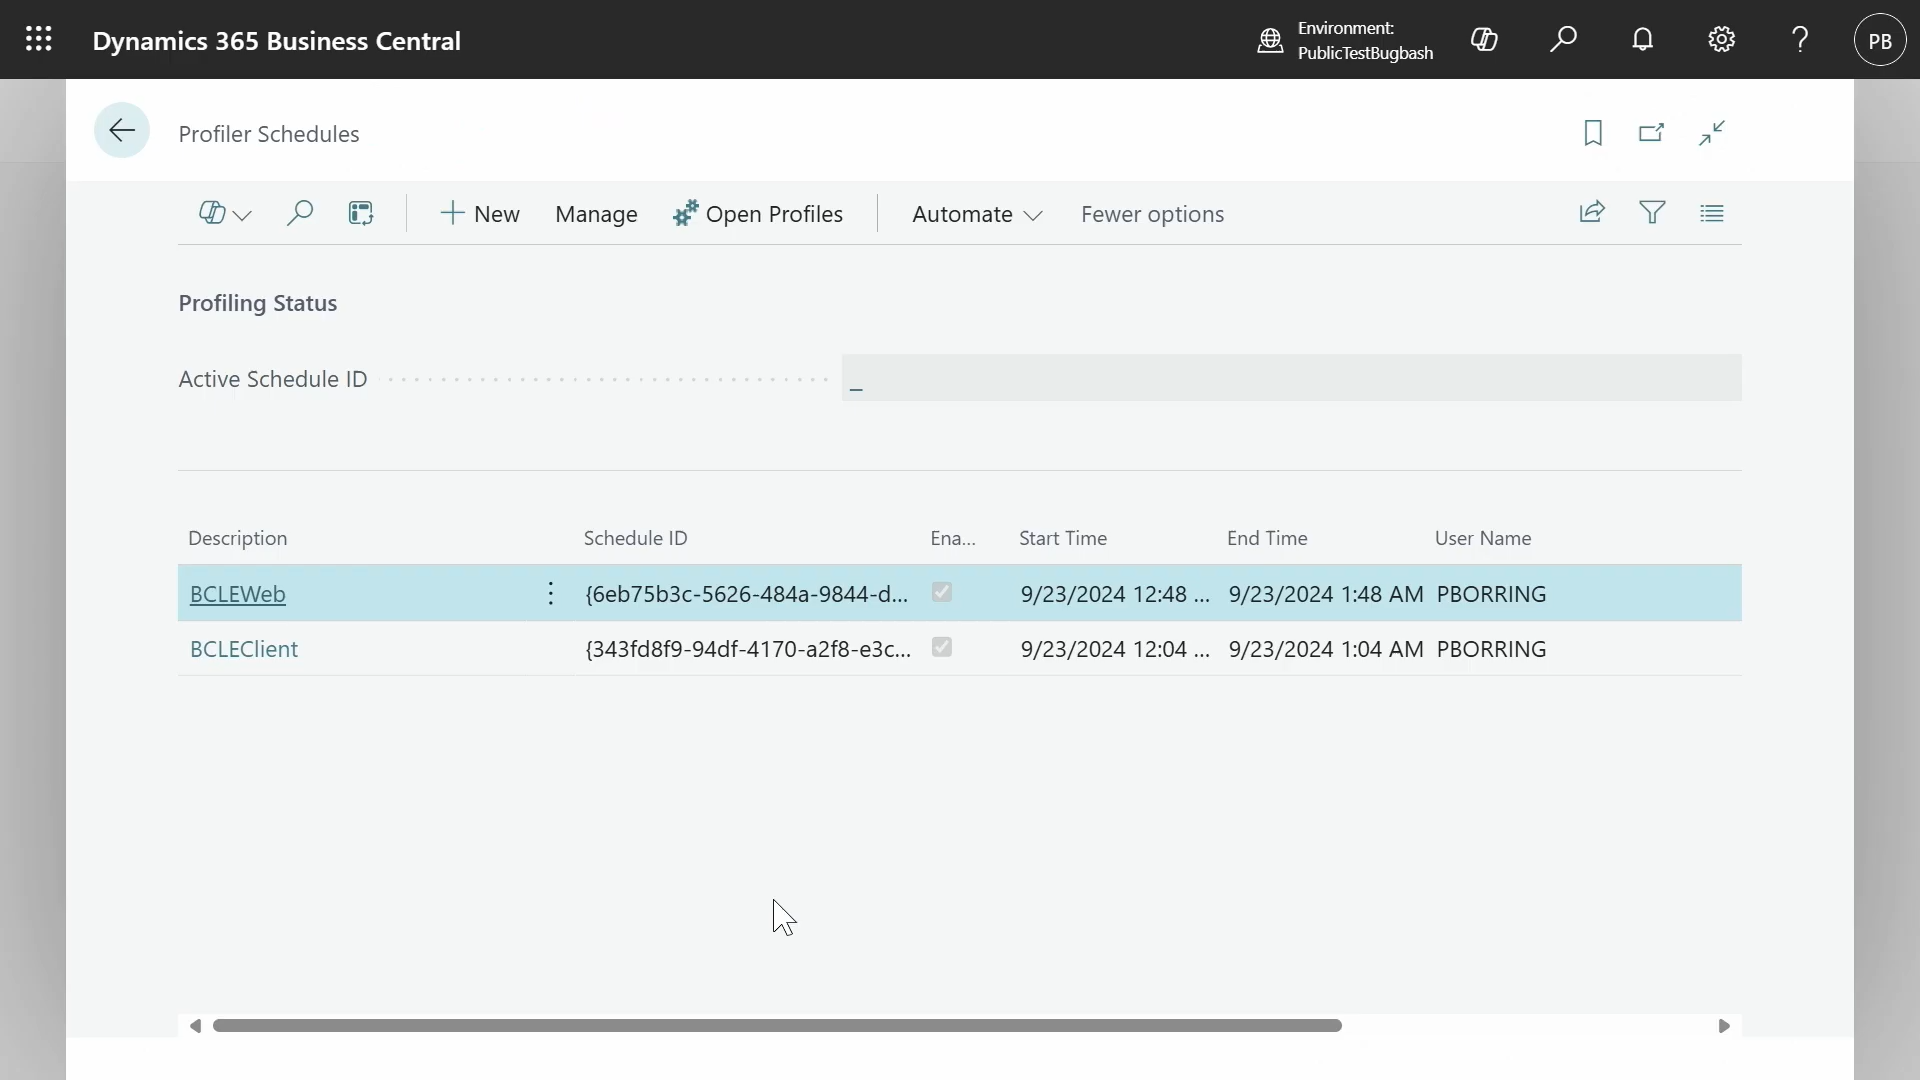 Dynamics 365 Business Central
Environment:
PublicTestBugbash
?
PB
Profiler Schedules
New
Manage
Open Profiles
Automate
Fewer options
Profiling Status
Active Schedule ID
_
Description Schedule ID Ena... Start Time End Time User Name
BCLEWeb {6eb75b3c-5626-484a-9844-d... 9/23/2024 12:48 ... 9/23/2024 1:48 AM PBORRING
BCLEClient {343fd8f9-94df-4170-a2f8-e3c... 9/23/2024 12:04 ... 9/23/2024 1:04 AM PBORRING